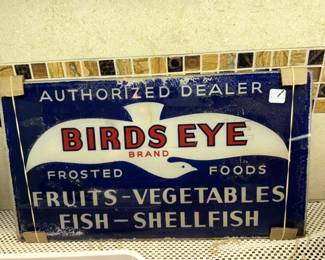 AUTHORIZED DEALER
BIRDS EYE
BRAND
FROSTED FOODS
FRUITS-VEGETABLES
FISH-SHELLFISH